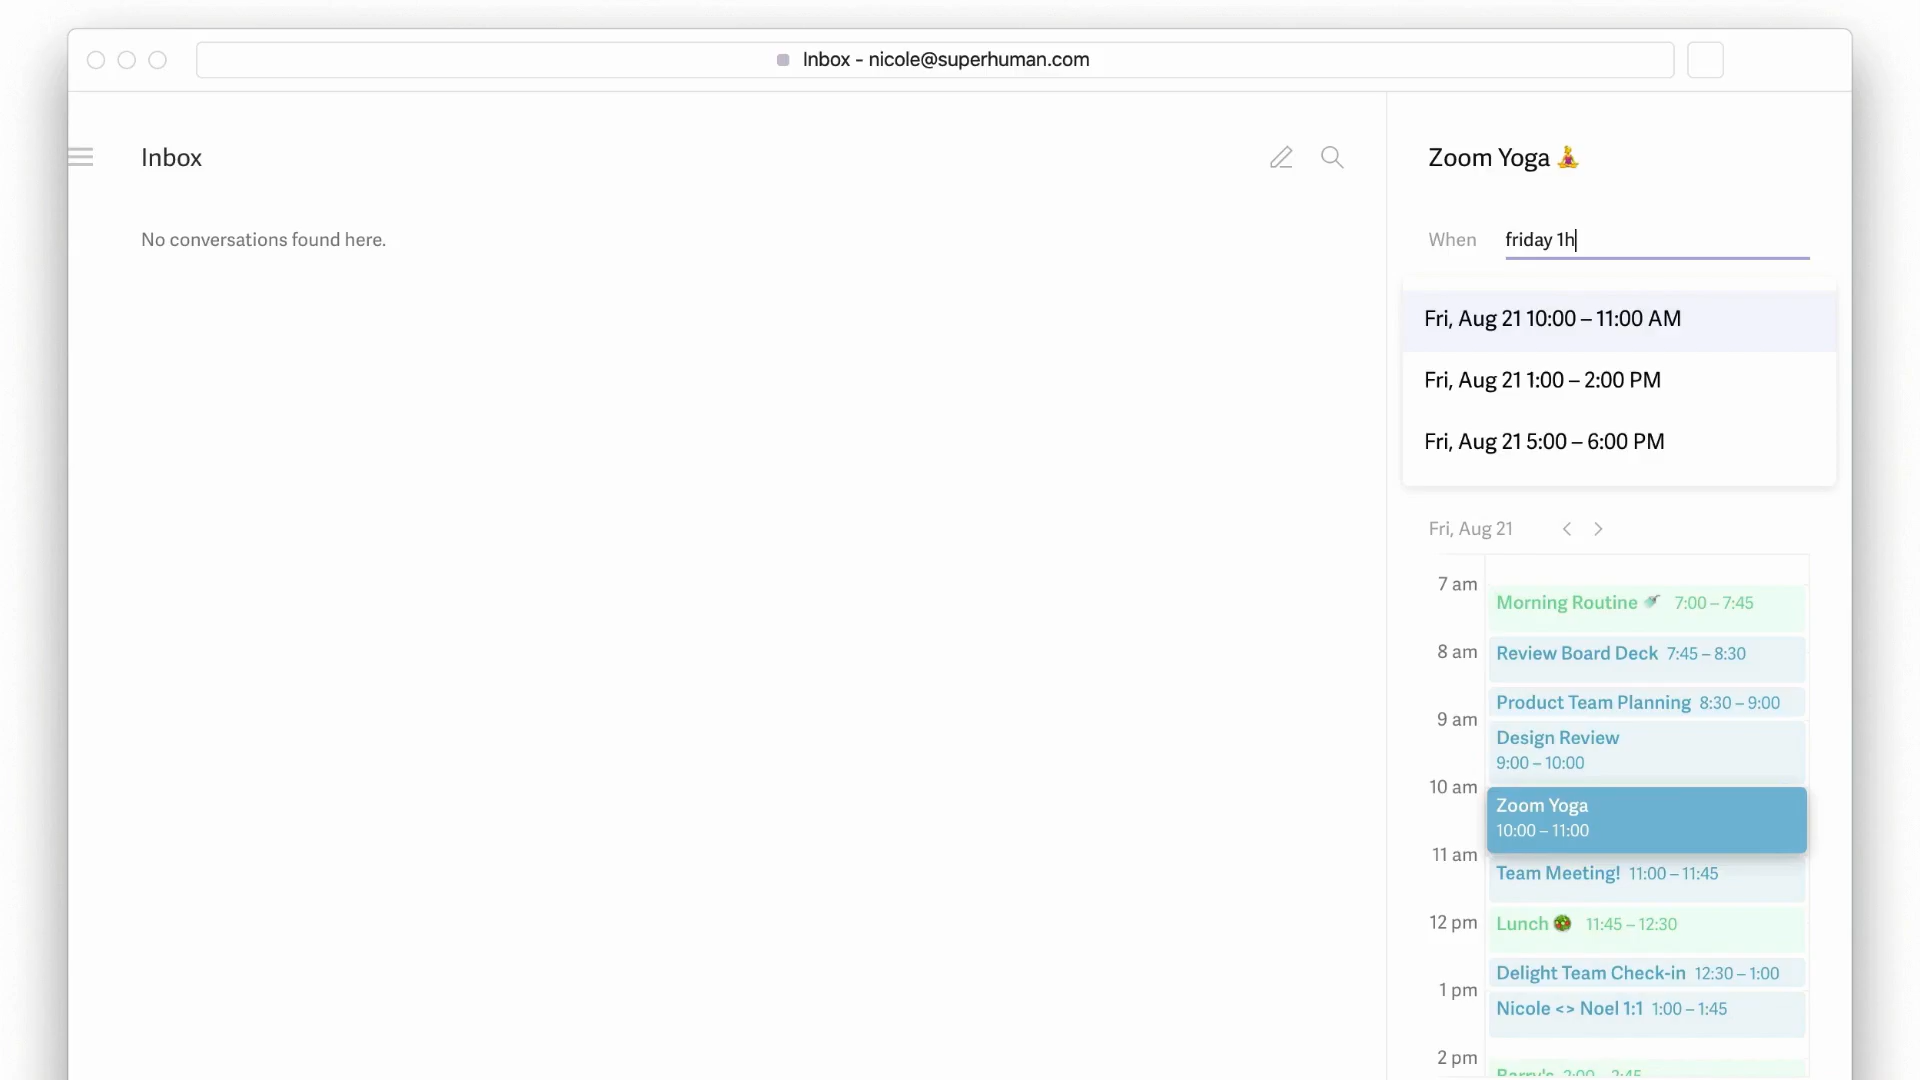 Inbox - nicole@superhuman.com
Inbox
No conversations found here.
Zoom Yoga 🧘‍♀️
When friday 1h
Fri, Aug 21 10:00 – 11:00 AM
Fri, Aug 21 1:00 – 2:00 PM
Fri, Aug 21 5:00 – 6:00 PM
Fri, Aug 21
7 am
Morning Routine 7:00 – 7:45
8 am
Review Board Deck 7:45 – 8:30
Product Team Planning 8:30 – 9:00
9 am
Design Review
9:00 – 10:00
10 am
Zoom Yoga
10:00 – 11:00
11 am
Team Meeting! 11:00 – 11:45
12 pm
Lunch 11:45 – 12:30
Delight Team Check-in 12:30 – 1:00
1 pm
Nicole <> Noel 1:1 1:00 – 1:45
2 pm
Barry's 2:00 – 2:45